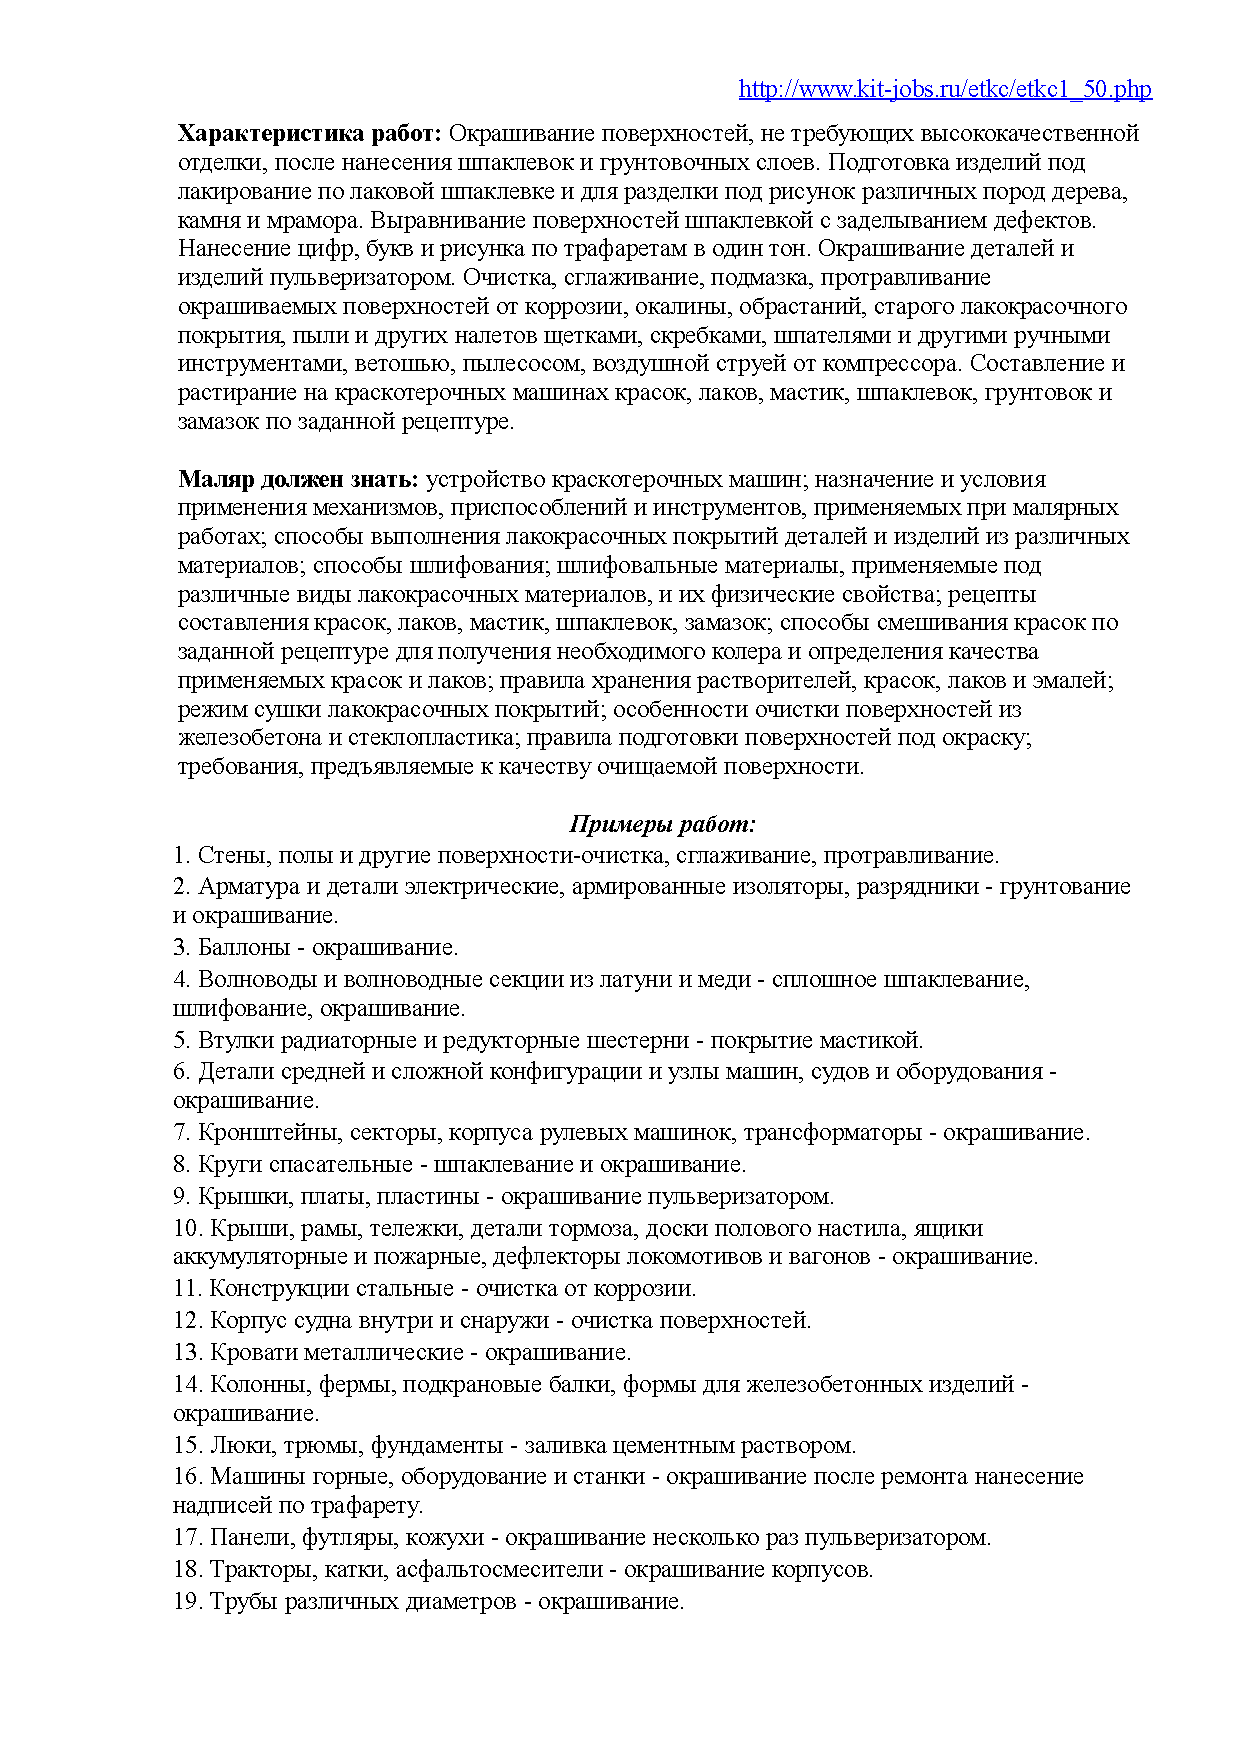 http://www.kit-jobs.ru/etkc/etkc1_50.php
Характеристика работ: Окрашивание поверхностей, не требующих высококачественной
отделки, после нанесения шпаклевок и грунтовочных слоев. Подготовка изделий под
лакирование по лаковой шпаклевке и для разделки под рисунок различных пород дерева,
камня и мрамора. Выравнивание поверхностей шпаклевкой с заделыванием дефектов.
Нанесение цифр, букв и рисунка по трафаретам в один тон. Окрашивание деталей и
изделий пульверизатором. Очистка, сглаживание, подмазка, протравливание
окрашиваемых поверхностей от коррозии, окалины, обрастаний, старого лакокрасочного
покрытия, пыли и других налетов щетками, скребками, шпателями и другими ручными
инструментами, ветошью, пылесосом, воздушной струей от компрессора. Составление и
растирание на краскотерочных машинах красок, лаков, мастик, шпаклевок, грунтовок и
замазок по заданной рецептуре.
Маляр должен знать: устройство краскотерочных машин; назначение и условия
применения механизмов, приспособлений и инструментов, применяемых при малярных
работах; способы выполнения лакокрасочных покрытий деталей и изделий из различных
материалов; способы шлифования; шлифовальные материалы, применяемые под
различные виды лакокрасочных материалов, и их физические свойства; рецепты
составления красок, лаков, мастик, шпаклевок, замазок; способы смешивания красок по
заданной рецептуре для получения необходимого колера и определения качества
применяемых красок и лаков; правила хранения растворителей, красок, лаков и эмалей;
режим сушки лакокрасочных покрытий; особенности очистки поверхностей из
железобетона и стеклопластика; правила подготовки поверхностей под окраску;
требования, предъявляемые к качеству очищаемой поверхности.
Примеры работ:
1. Стены, полы и другие поверхности-очистка, сглаживание, протравливание.
2. Арматура и детали электрические, армированные изоляторы, разрядники - грунтование
и окрашивание.
3. Баллоны - окрашивание.
4. Волноводы и волноводные секции из латуни и меди - сплошное шпаклевание,
шлифование, окрашивание.
5. Втулки радиаторные и редукторные шестерни - покрытие мастикой.
6. Детали средней и сложной конфигурации и узлы машин, судов и оборудования -
окрашивание.
7. Кронштейны, секторы, корпуса рулевых машинок, трансформаторы - окрашивание.
8. Круги спасательные - шпаклевание и окрашивание.
9. Крышки, платы, пластины - окрашивание пульверизатором.
10. Крыши, рамы, тележки, детали тормоза, доски полового настила, ящики
аккумуляторные и пожарные, дефлекторы локомотивов и вагонов - окрашивание.
11. Конструкции стальные - очистка от коррозии.
12. Корпус судна внутри и снаружи - очистка поверхностей.
13. Кровати металлические - окрашивание.
14. Колонны, фермы, подкрановые балки, формы для железобетонных изделий -
окрашивание.
15. Люки, трюмы, фундаменты - заливка цементным раствором.
16. Машины горные, оборудование и станки - окрашивание после ремонта нанесение
надписей по трафарету.
17. Панели, футляры, кожухи - окрашивание несколько раз пульверизатором.
18. Тракторы, катки, асфальтосмесители - окрашивание корпусов.
19. Трубы различных диаметров - окрашивание.